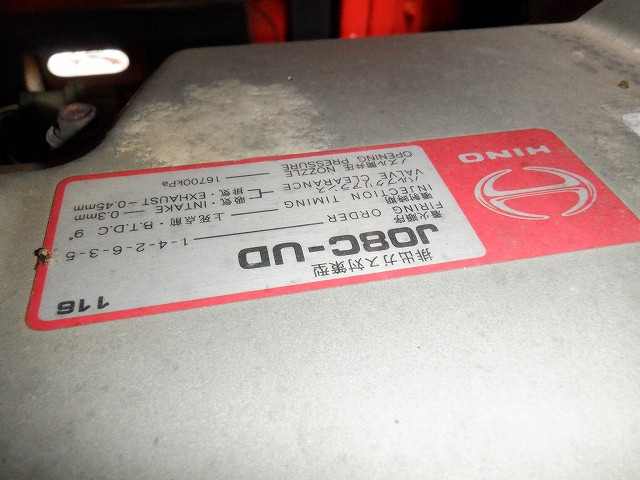 HINO
排出ガス対策型
J08C-UD
着火順序
FIRING ORDER 1-4-2-6-3-5
噴射時期
INJECTION TIMING 上死点前・B.T.D.C 9°
バルブクリアランス
VALVE CLEARANCE 吸気・INTAKE - 0.3mm
排気・EXHAUST - 0.45mm
ノズル開弁圧 NOZZLE
OPENING PRESSURE 16700kPa
116